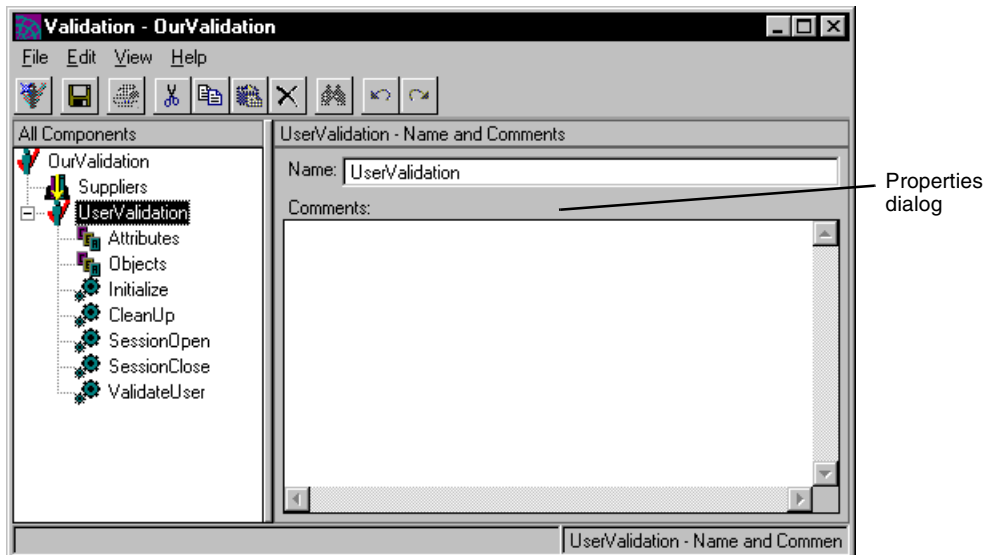 Validation - OurValidation
File Edit View Help
All Components
OurValidation
Suppliers
UserValidation
Attributes
Objects
Initialize
CleanUp
SessionOpen
SessionClose
ValidateUser
UserValidation - Name and Comments
Name: UserValidation
Comments:
Properties
dialog
UserValidation - Name and Commen